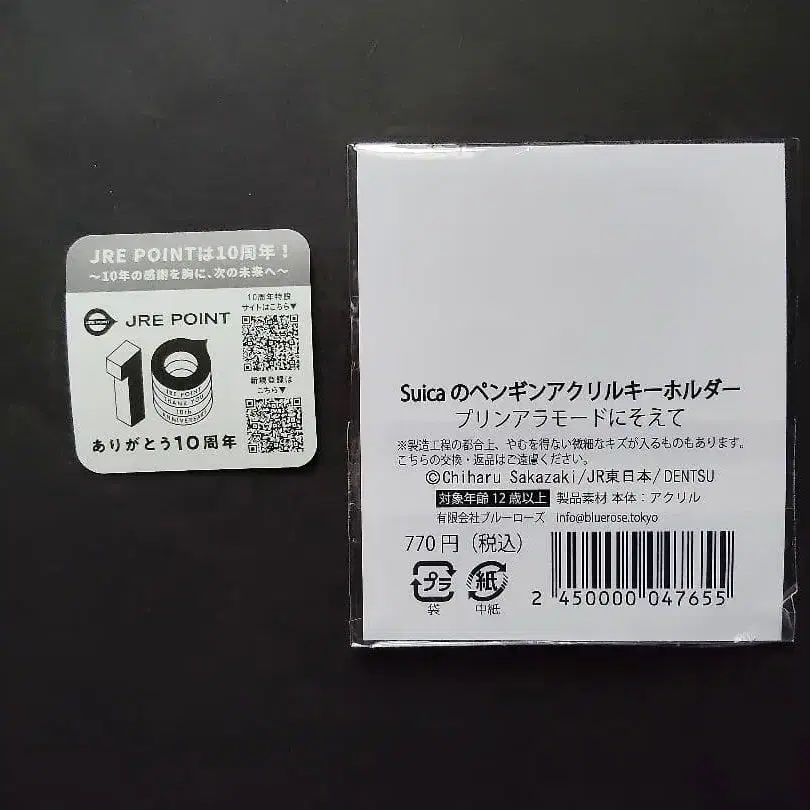 JRE POINTは10周年！
〜10年の感謝を胸に、次の未来へ〜
10周年特設
サイトはこちら▼
JRE POINT
新規登録は
こちら▼
10
JRE POINT
THANK YOU
10TH
ANNIVERSARY
ありがとう10周年
Suica のペンギンアクリルキーホルダー
プリンアラモードにそえて
※製造工程の都合上、やむを得ない微細なキズが入るものもあります。
こちらの交換・返品はご遠慮ください。
©Chiharu Sakazaki/JR東日本/DENTSU
対象年齢12歳以上 製品素材 本体：アクリル
有限会社ブルーローズ info@bluerose.tokyo
770円（税込）
プラ
袋
紙
中紙
2 450000 047655